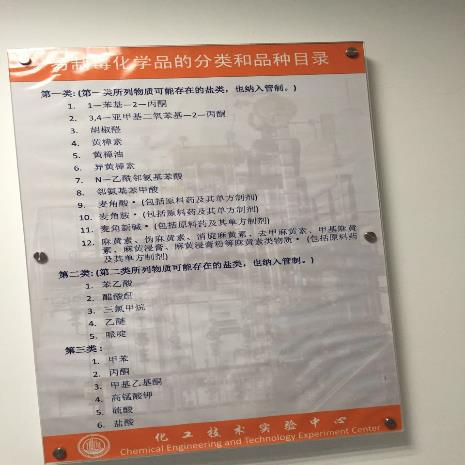 易制毒化学品的分类和品种目录
第一类:(第一类所列物质可能存在的盐类，也纳入管制。)
1. 1—苯基—2—丙酮
2. 3,4—亚甲基二氧苯基—2—丙酮
3. 胡椒醛
4. 黄樟素
5. 黄樟油
6. 异黄樟素
7. N—乙酰邻氨基苯酸
8. 邻氨基苯甲酸
9. 麦角酸*(包括原料药及其单方制剂)
10. 麦角胺*(包括原料药及其单方制剂)
11. 麦角新碱*(包括原料药及其单方制剂)
12. 麻黄素、伪麻黄素、消旋麻黄素、去甲麻黄素、甲基麻黄
素、麻黄浸膏、麻黄浸膏粉等麻黄素类物质*(包括原料药
及其单方制剂)
第二类:(第二类所列物质可能存在的盐类，也纳入管制。)
1. 苯乙酸
2. 醋酸酐
3. 三氯甲烷
4. 乙醚
5. 哌啶
第三类:
1. 甲苯
2. 丙酮
3. 甲基乙基酮
4. 高锰酸钾
5. 硫酸
6. 盐酸
化工技术实验中心
Chemical Engineering and Technology Experiment Center